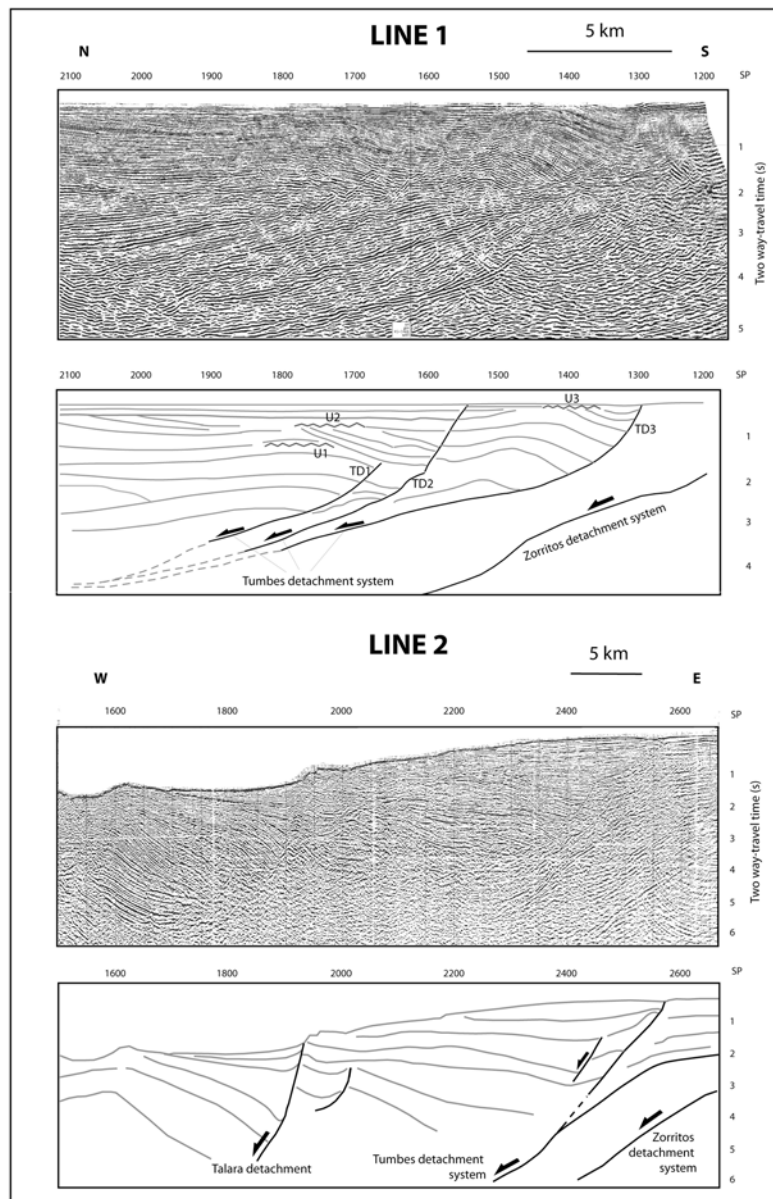 LINE 1
5 km
N
S
2100 2000 1900 1800 1700 1600 1500 1400 1300 1200 SP
1
2
3
4
5
Two way-travel time (s)
2100 2000 1900 1800 1700 1600 1500 1400 1300 1200 SP
U3
U2
U1
TD1
TD2
TD3
1
2
3
4
Zorritos detachment system
Tumbes detachment system
LINE 2
5 km
W
E
1600 1800 2000 2200 2400 2600 SP
1
2
3
4
5
6
Two way-travel time (s)
1600 1800 2000 2200 2400 2600 SP
1
2
3
4
5
6
Talara detachment
Tumbes detachment
system
Zorritos
detachment
system